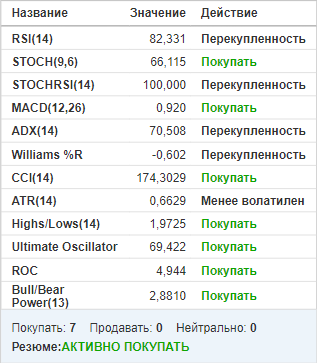 Название Значение Действие
RSI(14) 82,331 Перекупленность
STOCH(9,6) 66,115 Покупать
STOCHRSI(14) 100,000 Перекупленность
MACD(12,26) 0,920 Покупать
ADX(14) 70,508 Перекупленность
Williams %R -0,602 Перекупленность
CCI(14) 174,3029 Покупать
ATR(14) 0,6629 Менее волатилен
Highs/Lows(14) 1,9725 Покупать
Ultimate Oscillator 69,422 Покупать
ROC 4,944 Покупать
Bull/Bear
Power(13) 2,8810 Покупать
Покупать: 7 Продавать: 0 Нейтрально: 0
Резюме:АКТИВНО ПОКУПАТЬ